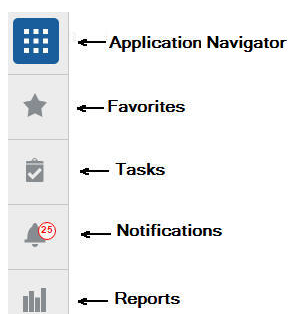 Application Navigator
Favorites
Tasks
25
Notifications
Reports